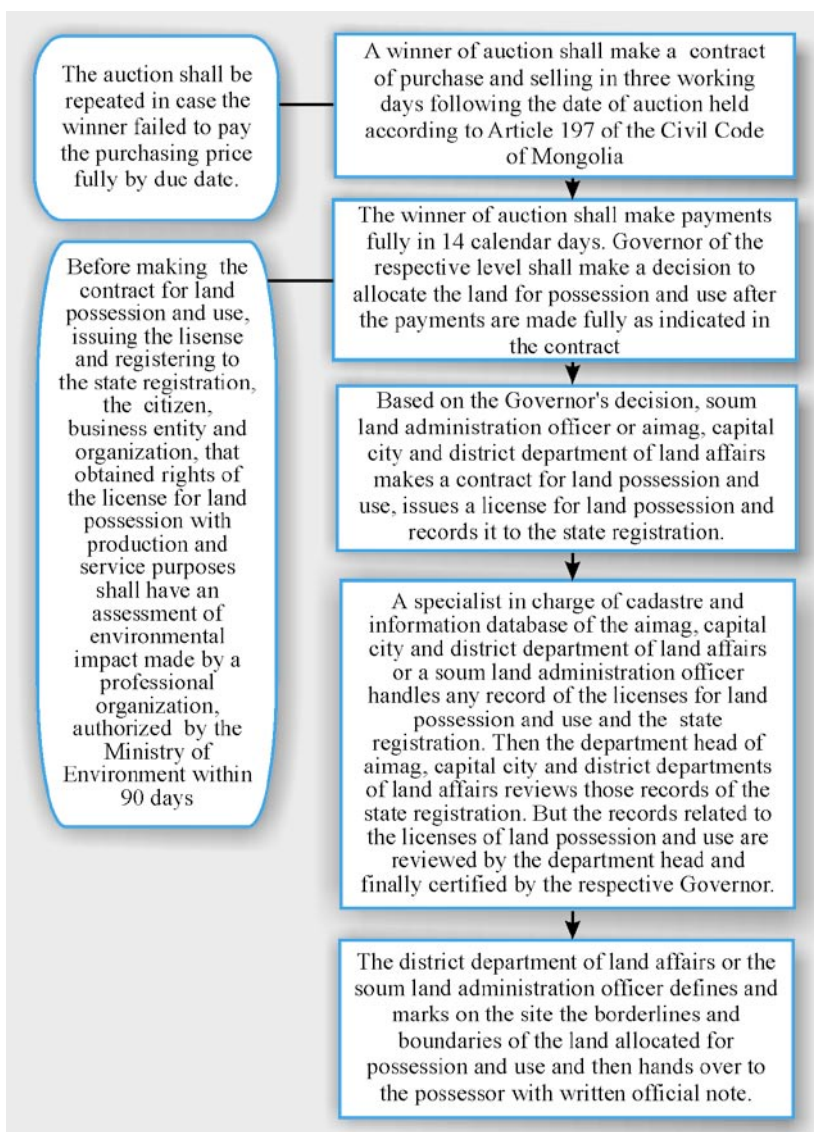 The auction shall be
repeated in case the
winner failed to pay
the purchasing price
fully by due date.
A winner of auction shall make a contract
of purchase and selling in three working
days following the date of auction held
according to Article 197 of the Civil Code
of Mongolia
The winner of auction shall make payments
fully in 14 calendar days. Governor of the
respective level shall make a decision to
allocate the land for possession and use after
the payments are made fully as indicated in
the contract
Before making the
contract for land
possession and use,
issuing the lisense
and registering to
the state registration,
the citizen,
business entity and
organization, that
obtained rights of
the license for land
possession with
production and
service purposes
shall have an
assessment of
environmental
impact made by a
professional
organization,
authorized by the
Ministry of
Environment within
90 days
Based on the Governor's decision, soum
land administration officer or aimag, capital
city and district department of land affairs
makes a contract for land possession and
use, issues a license for land possession and
records it to the state registration.
A specialist in charge of cadastre and
information database of the aimag, capital
city and district department of land affairs
or a soum land administration officer
handles any record of the licenses for land
possession and use and the state
registration. Then the department head of
aimag, capital city and district departments
of land affairs reviews those records of the
state registration. But the records related to
the licenses of land possession and use are
reviewed by the department head and
finally certified by the respective Governor.
The district department of land affairs or the
soum land administration officer defines and
marks on the site the borderlines and
boundaries of the land allocated for
possession and use and then hands over to
the possessor with written official note.